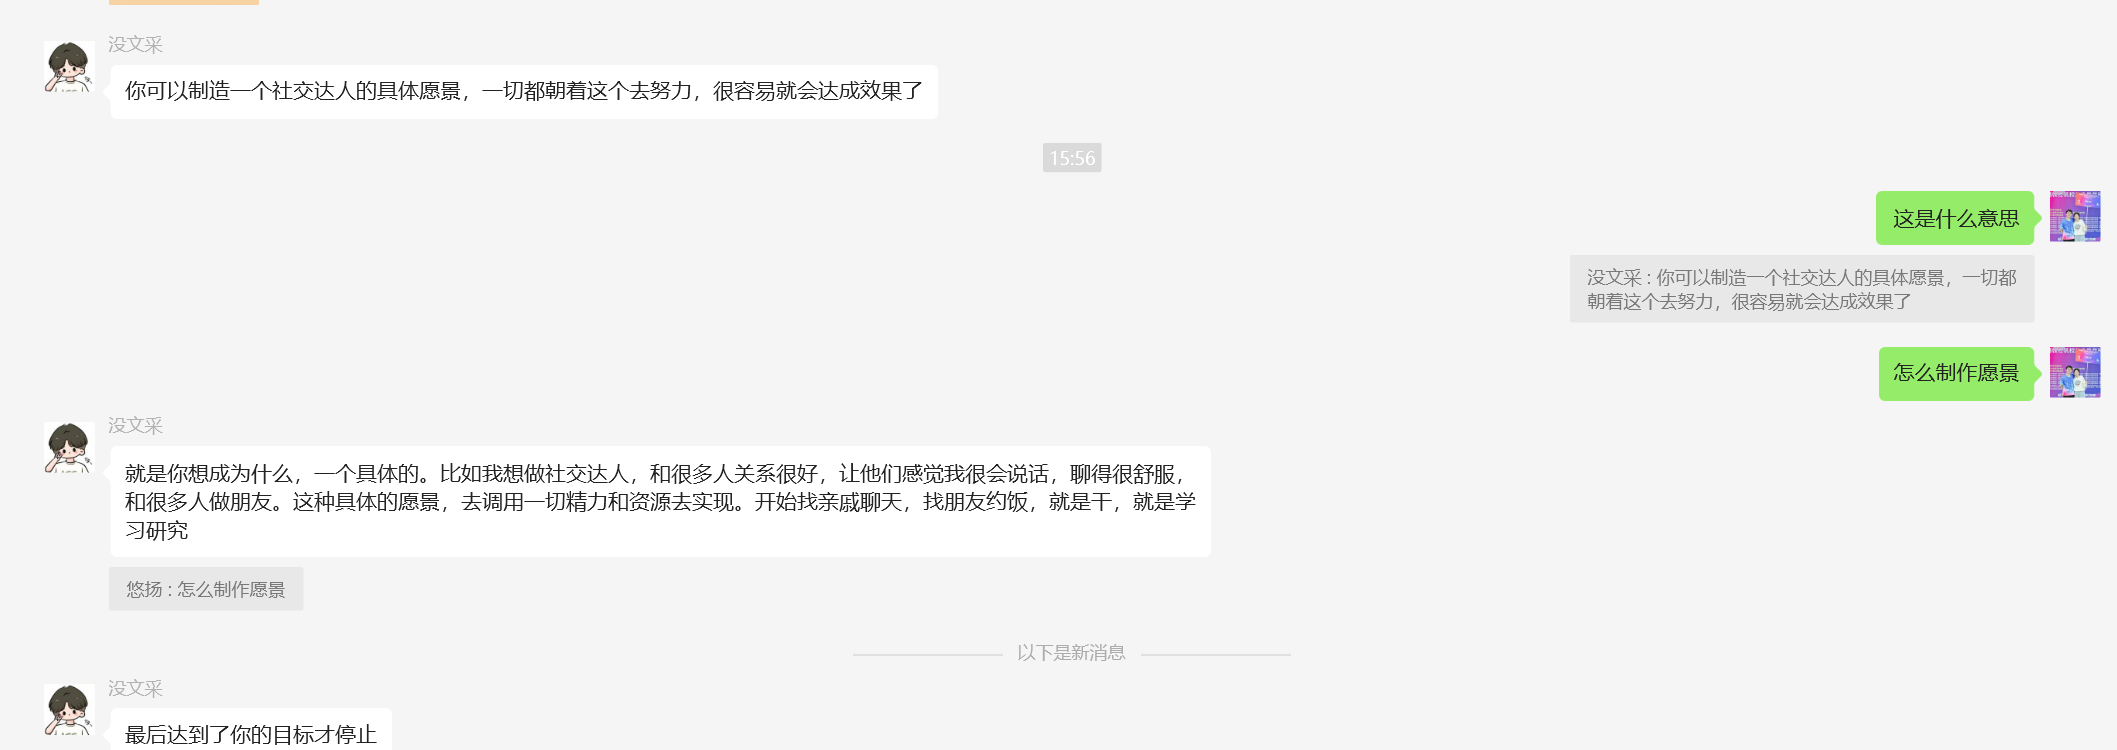 没文采
你可以制造一个社交达人的具体愿景，一切都朝着这个去努力，很容易就会达成效果了
15:56
这是什么意思
没文采 : 你可以制造一个社交达人的具体愿景，一切都
朝着这个去努力，很容易就会达成效果了
怎么制作愿景
没文采
就是你想成为什么，一个具体的。比如我想做社交达人，和很多人关系很好，让他们感觉我很会说话，聊得很舒服，
和很多人做朋友。这种具体的愿景，去调用一切精力和资源去实现。开始找亲戚聊天，找朋友约饭，就是干，就是学
习研究
悠扬 : 怎么制作愿景
以下是新消息
没文采
最后达到了你的目标才停止